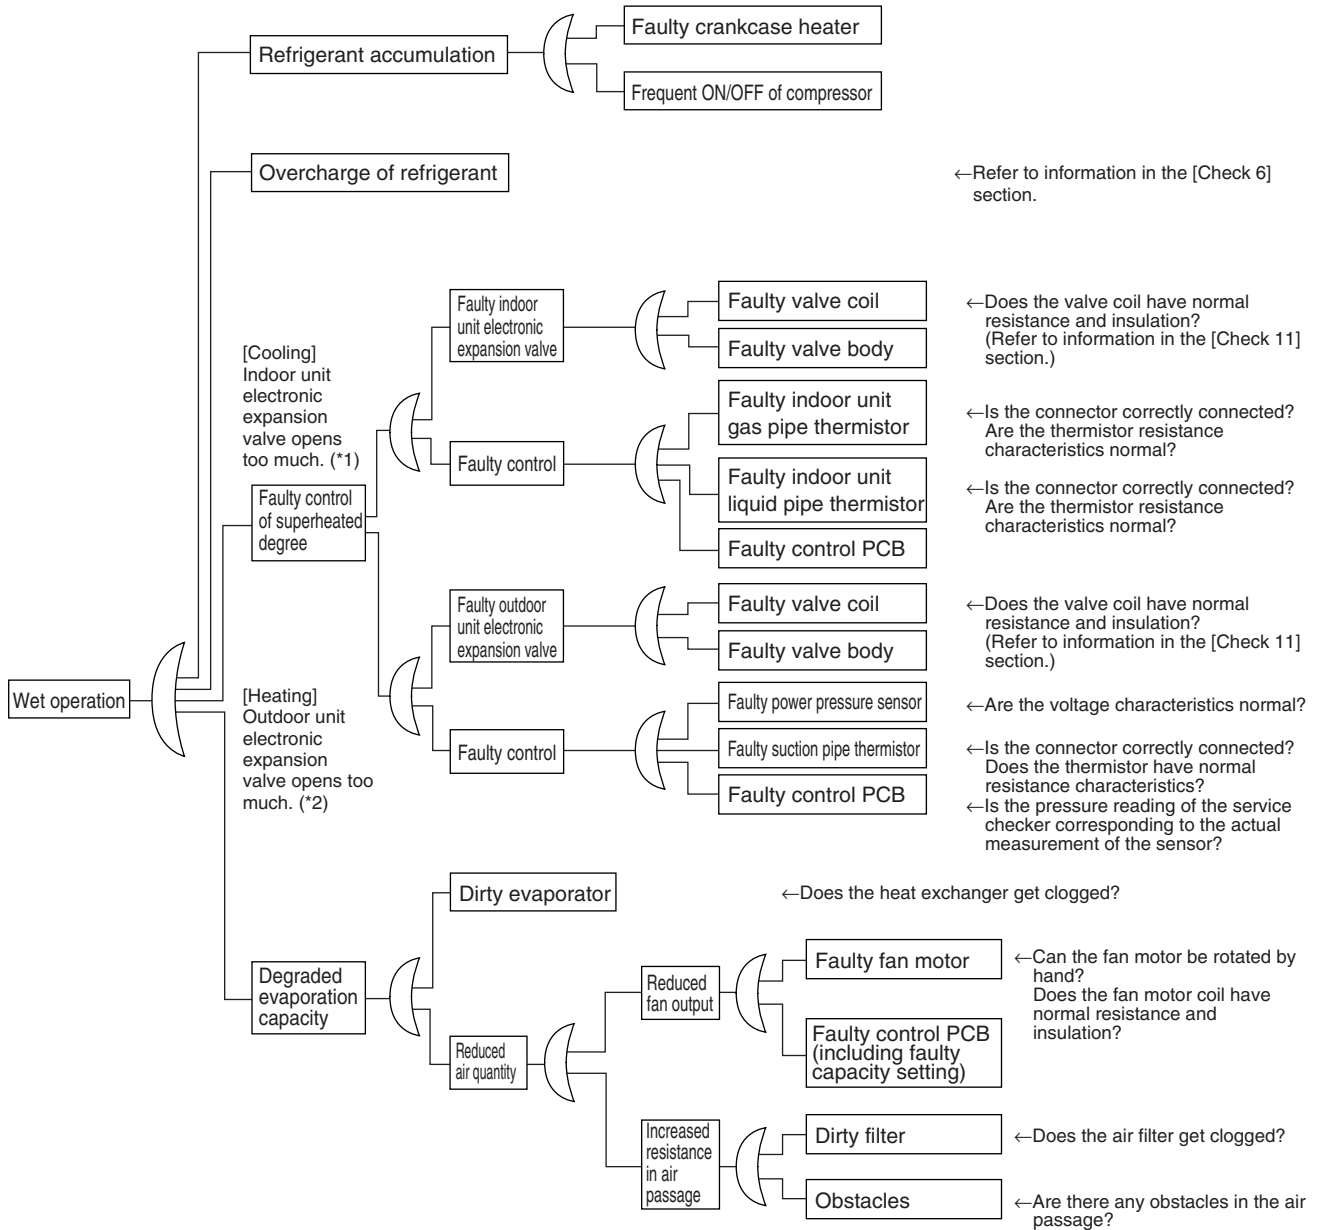 Faulty crankcase heater
Refrigerant accumulation
Frequent ON/OFF of compressor
Overcharge of refrigerant
←Refer to information in the [Check 6]
section.
Faulty indoor
unit electronic
expansion valve
Faulty valve coil
Faulty valve body
←Does the valve coil have normal
resistance and insulation?
(Refer to information in the [Check 11]
section.)
[Cooling]
Indoor unit
electronic
expansion
valve opens
too much. (*1)
Faulty indoor unit
gas pipe thermistor
←Is the connector correctly connected?
Are the thermistor resistance
characteristics normal?
Faulty control
Faulty indoor unit
liquid pipe thermistor
←Is the connector correctly connected?
Are the thermistor resistance
characteristics normal?
Faulty control
of superheated
degree
Faulty control PCB
Faulty outdoor
unit electronic
expansion valve
Faulty valve coil
Faulty valve body
←Does the valve coil have normal
resistance and insulation?
(Refer to information in the [Check 11]
section.)
Wet operation
[Heating]
Outdoor unit
electronic
expansion
valve opens too
much. (*2)
Faulty power pressure sensor
←Are the voltage characteristics normal?
Faulty control
Faulty suction pipe thermistor
←Is the connector correctly connected?
Does the thermistor have normal
resistance characteristics?
Faulty control PCB
←Is the pressure reading of the service
checker corresponding to the actual
measurement of the sensor?
Dirty evaporator
←Does the heat exchanger get clogged?
Degraded
evaporation
capacity
Reduced
fan output
Faulty fan motor
←Can the fan motor be rotated by
hand?
Does the fan motor coil have
normal resistance and
insulation?
Faulty control PCB
(including faulty
capacity setting)
Reduced
air quantity
Increased
resistance
in air
passage
Dirty filter
←Does the air filter get clogged?
Obstacles
←Are there any obstacles in the air
passage?